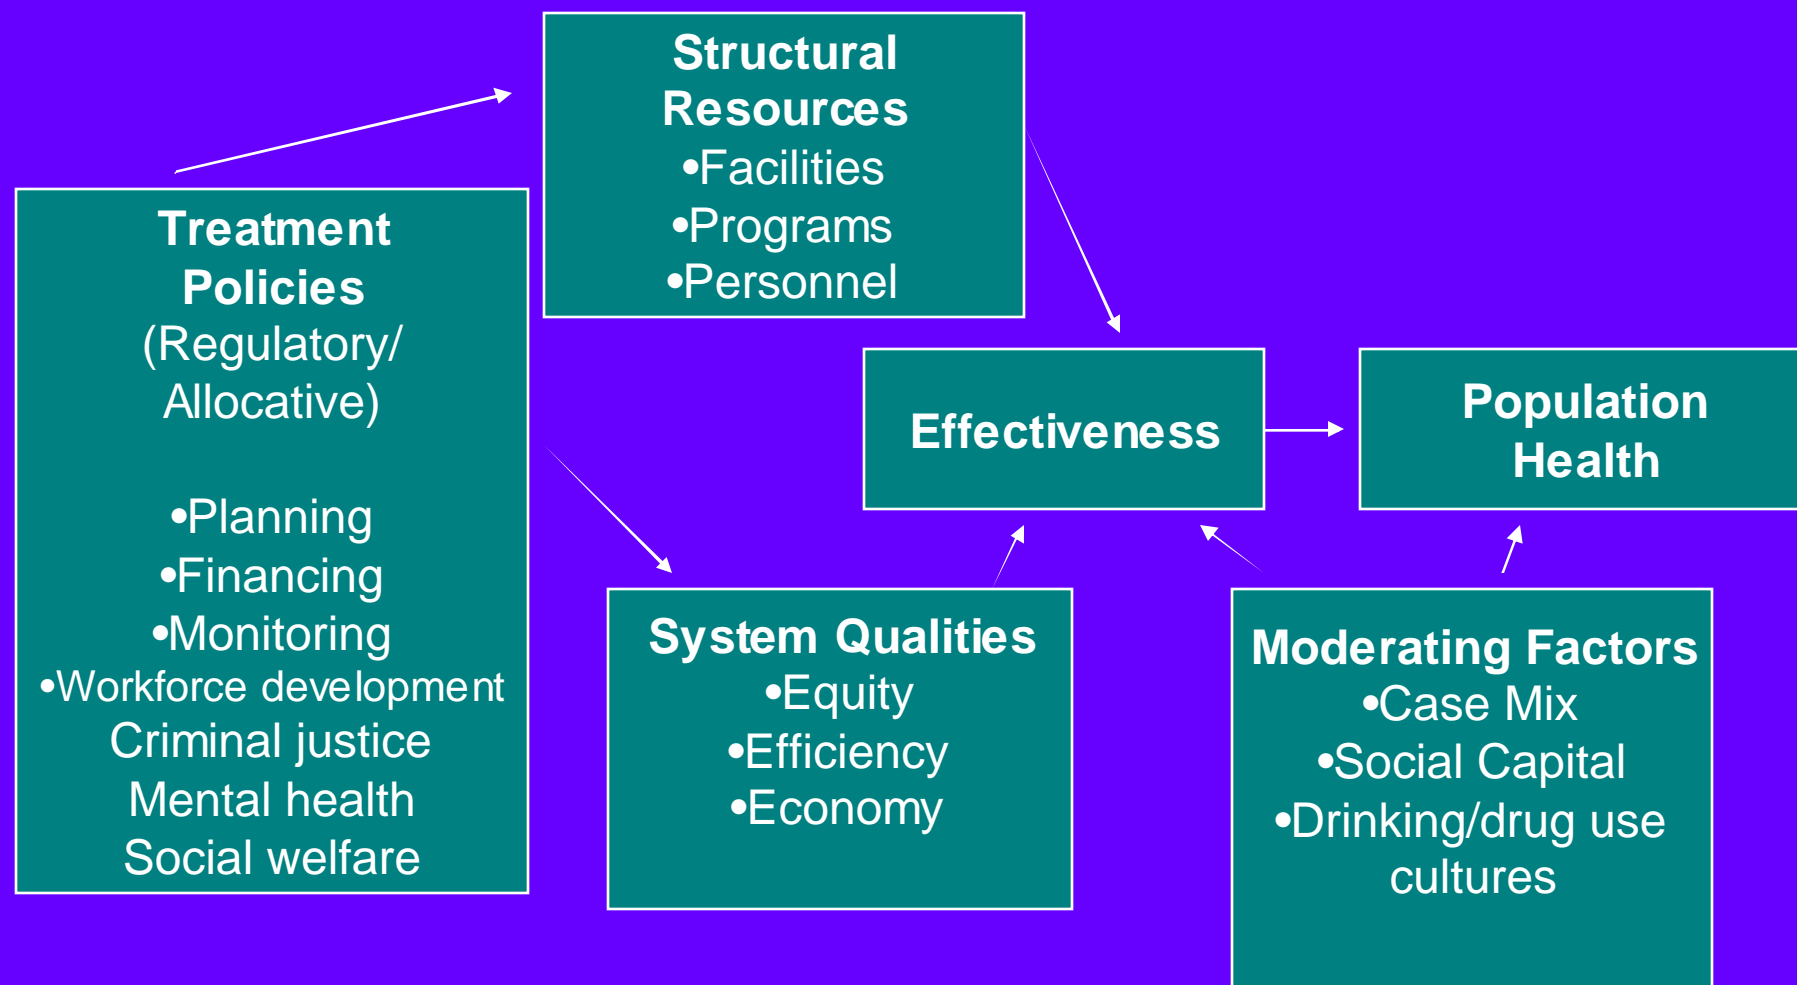 Structural
Resources
•Facilities
•Programs
•Personnel
Treatment
Policies
(Regulatory/
Allocative)
•Planning
•Financing
•Monitoring
•Workforce development
Criminal justice
Mental health
Social welfare
Effectiveness
Population
Health
System Qualities
•Equity
•Efficiency
•Economy
Moderating Factors
•Case Mix
•Social Capital
•Drinking/drug use
cultures